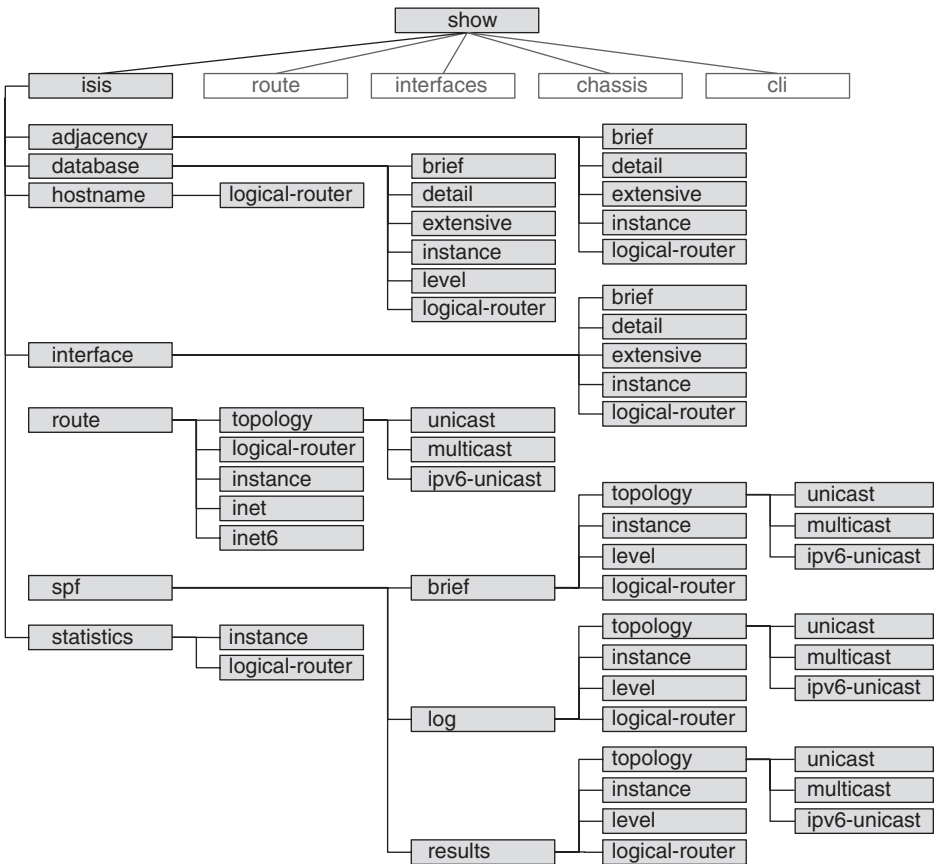 show
isis route interfaces chassis cli
adjacency brief
database brief detail
hostname logical-router detail extensive
extensive instance
instance logical-router
level
logical-router brief
detail
interface extensive
instance
route topology unicast logical-router
logical-router multicast
instance ipv6-unicast topology unicast
inet instance multicast
inet6 level ipv6-unicast
spf brief logical-router
statistics instance topology unicast
logical-router instance multicast
level ipv6-unicast
log logical-router
topology unicast
instance multicast
level ipv6-unicast
results logical-router